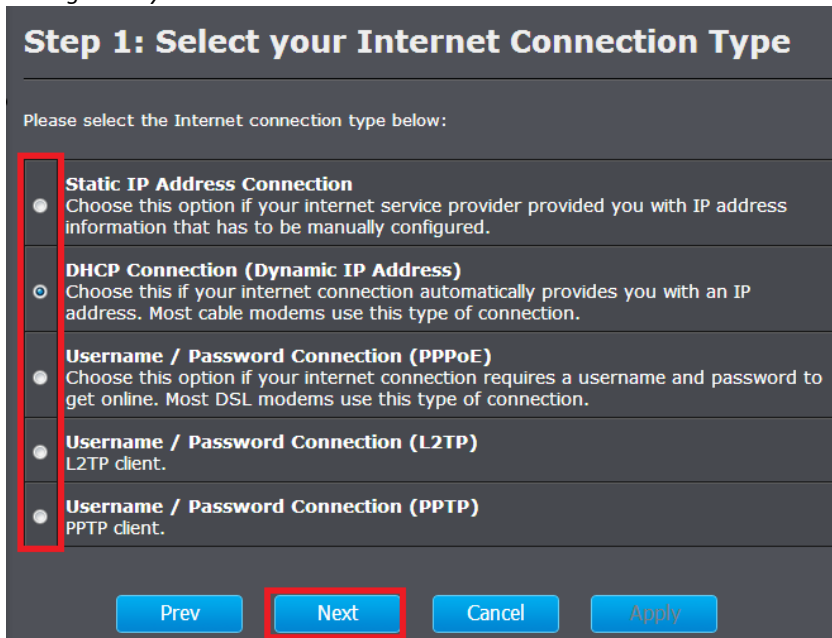 Step 1: Select your Internet Connection Type
Please select the Internet connection type below:
Static IP Address Connection
Choose this option if your internet service provider provided you with IP address
information that has to be manually configured.
DHCP Connection (Dynamic IP Address)
Choose this if your internet connection automatically provides you with an IP
address. Most cable modems use this type of connection.
Username / Password Connection (PPPoE)
Choose this option if your internet connection requires a username and password to
get online. Most DSL modems use this type of connection.
Username / Password Connection (L2TP)
L2TP client.
Username / Password Connection (PPTP)
PPTP client.
Prev Next Cancel Apply